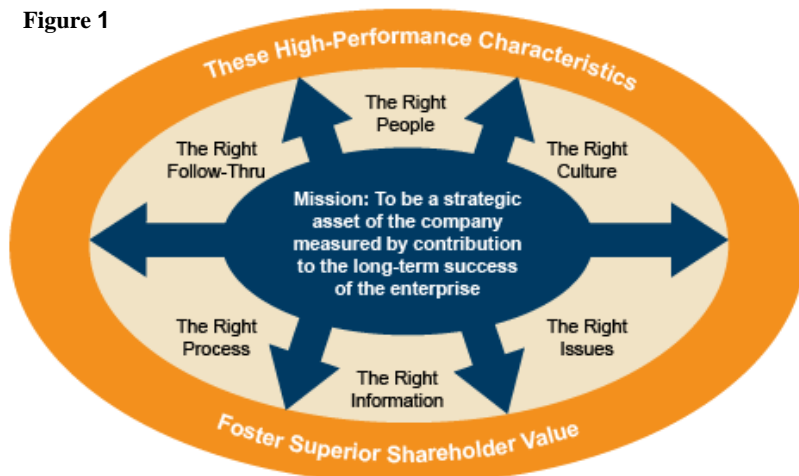 Figure 1
These High-Performance Characteristics
The Right
People
The Right
Follow-Thru
The Right
Culture
Mission: To be a strategic
asset of the company
measured by contribution
to the long-term success
of the enterprise
The Right
Process
The Right
Issues
The Right
Information
Foster Superior Shareholder Value